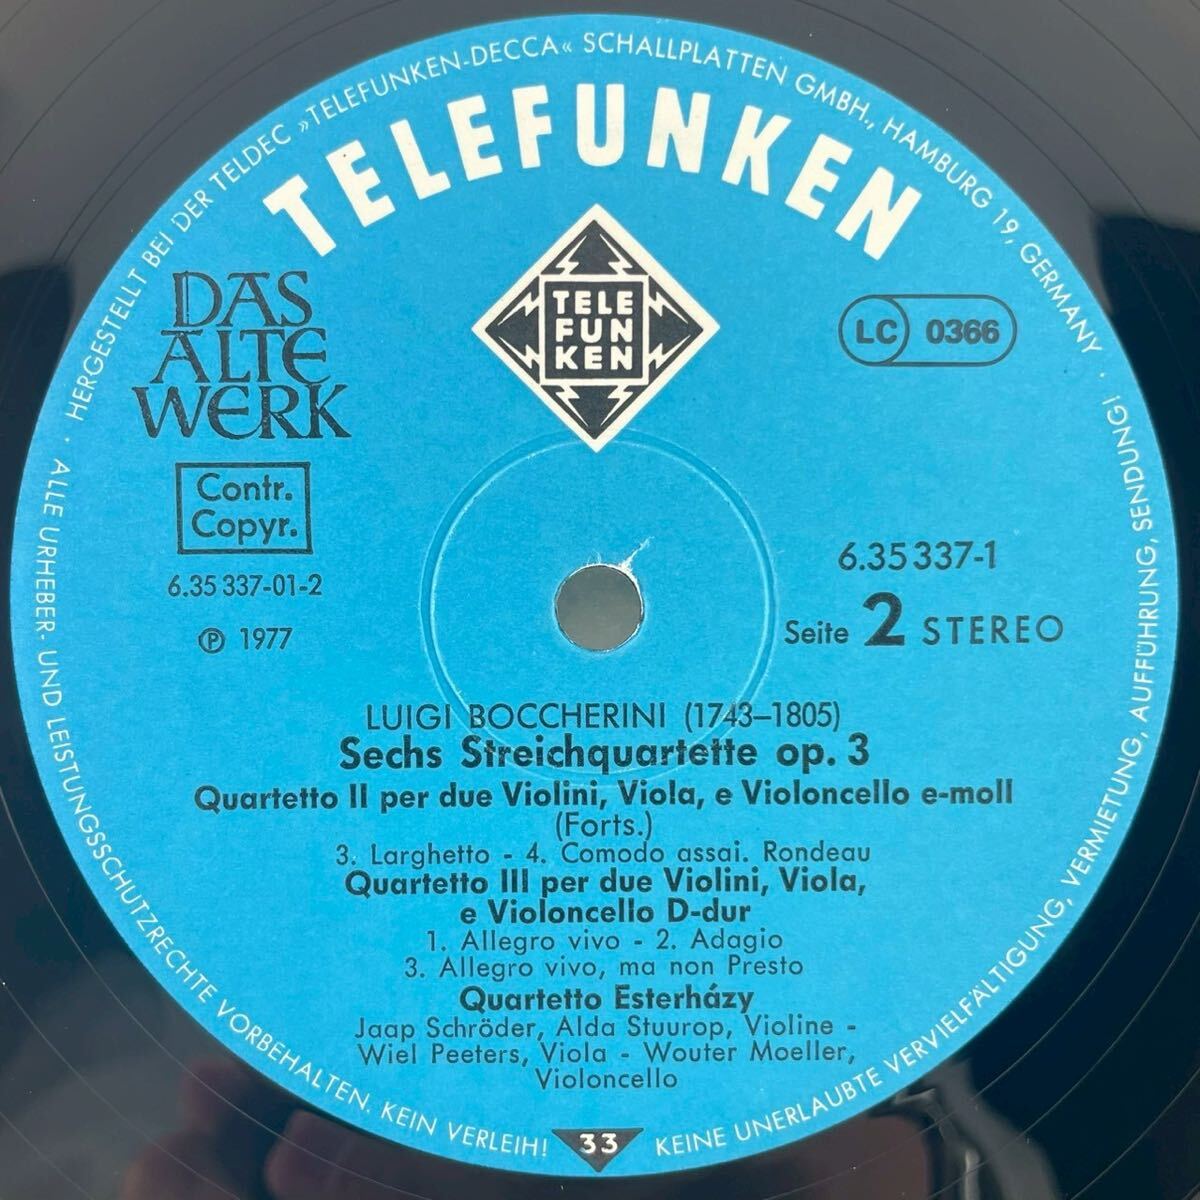 HERGESTELLT BEI DER TELDEC »TELEFUNKEN-DECCA« SCHALLPLATTEN GMBH., HAMBURG 19, GERMANY ·
TELEFUNKEN
TELE
FUN
KEN
DAS
ALTE
WERK
LC 0366
Contr.
Copyr.
6.35 337-01-2
℗ 1977
6.35 337-1
Seite 2 STEREO
LUIGI BOCCHERINI (1743–1805)
Sechs Streichquartette op. 3
Quartetto II per due Violini, Viola, e Violoncello e-moll
(Forts.)
3. Larghetto - 4. Comodo assai. Rondeau
Quartetto III per due Violini, Viola,
e Violoncello D-dur
1. Allegro vivo - 2. Adagio
3. Allegro vivo, ma non Presto
Quartetto Esterházy
Jaap Schröder, Alda Stuurop, Violine -
Wiel Peeters, Viola - Wouter Moeller,
Violoncello
· ALLE URHEBER- UND LEISTUNGSSCHUTZRECHTE VORBEHALTEN. KEIN VERLEIH!
33
KEINE UNERLAUBTE VERVIELFÄLTIGUNG, VERMIETUNG, AUFFÜHRUNG, SENDUNG!